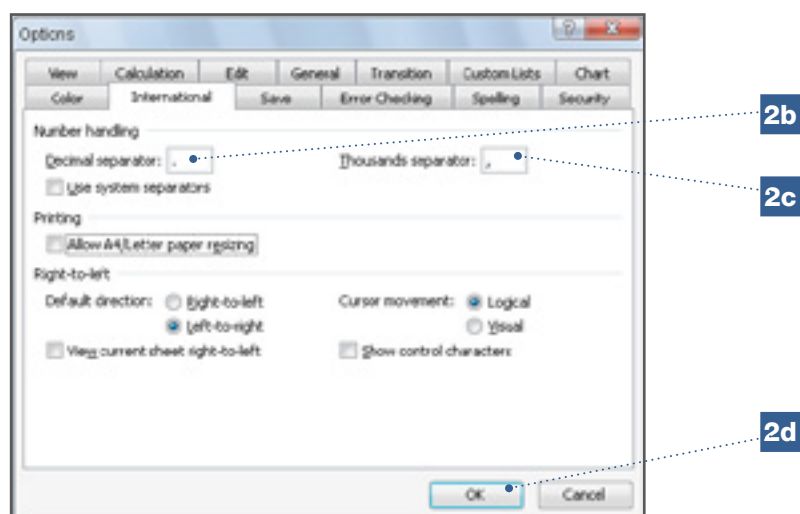 Options
View Calculation Edit General Transition Custom Lists Chart
Color International Save Error Checking Spelling Security
2b
Number handling
Decimal separator: . Thousands separator: ,
Use system separators
2c
Printing
Allow A4/Letter paper resizing
Right-to-left
Default direction: Right-to-left Cursor movement: Logical
Left-to-right Visual
View current sheet right-to-left Show control characters
2d
OK Cancel